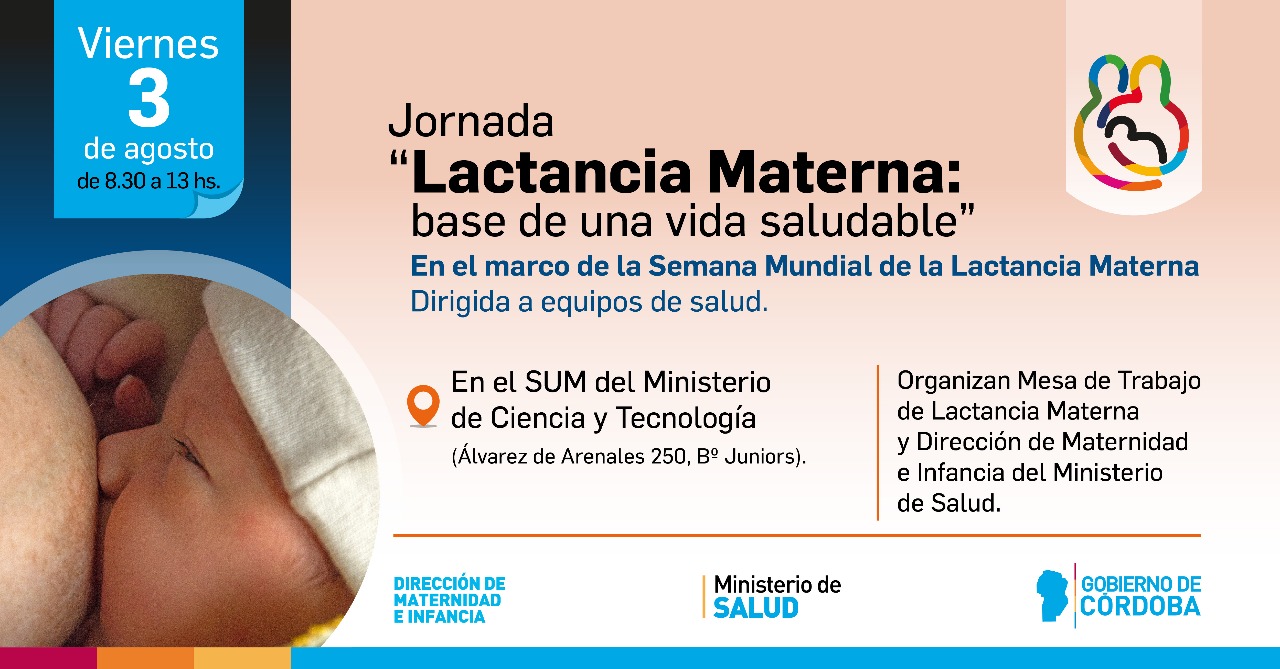 Viernes
3
de agosto
de 8.30 a 13 hs.
Jornada
“Lactancia Materna:
base de una vida saludable”
En el marco de la Semana Mundial de la Lactancia Materna
Dirigida a equipos de salud.
En el SUM del Ministerio
de Ciencia y Tecnología
(Álvarez de Arenales 250, Bº Juniors).
Organizan Mesa de Trabajo
de Lactancia Materna
y Dirección de Maternidad
e Infancia del Ministerio
de Salud.
DIRECCIÓN DE
MATERNIDAD
E INFANCIA
Ministerio de
SALUD
GOBIERNO DE
CÓRDOBA